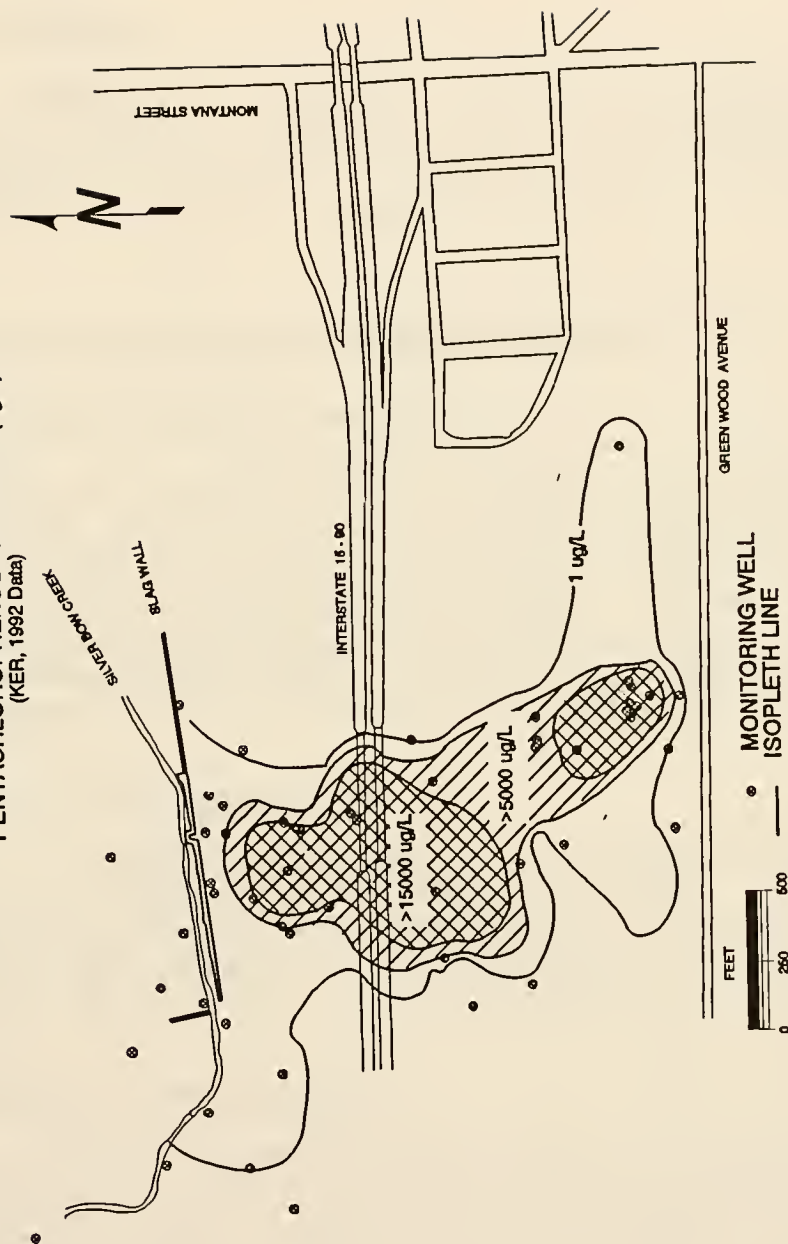 (KER, 1992 Data)
MONTANA STREET
N
SILVER BOW CREEK
SLAB WALL
INTERSTATE 15 - 90
>15000 ug/L
>5000 ug/L
1 ug/L
GREEN WOOD AVENUE
FEET
0 250 500
MONITORING WELL
ISOPLETH LINE